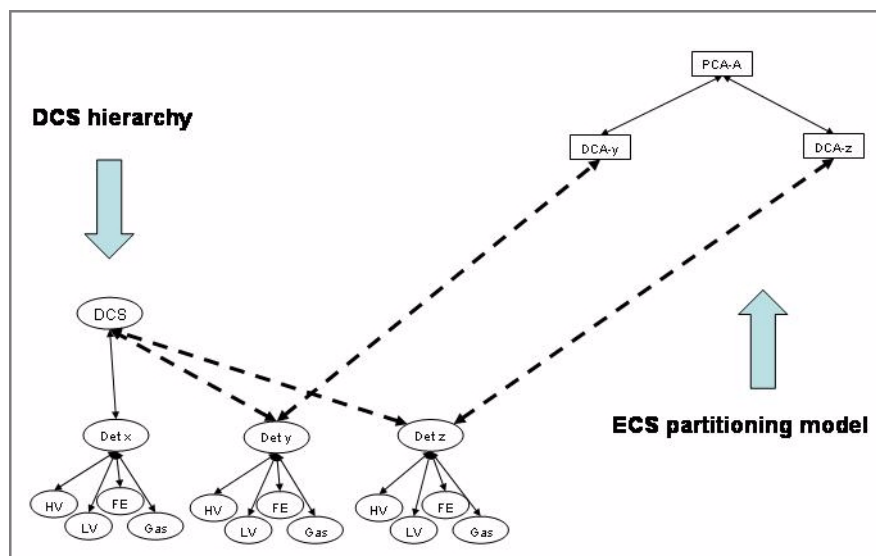 PCA-A
DCS hierarchy
DCA-y
DCA-z
DCS
ECS partitioning model
Det x
Det y
Det z
HV
LV
FE
Gas
HV
LV
FE
Gas
HV
LV
FE
Gas